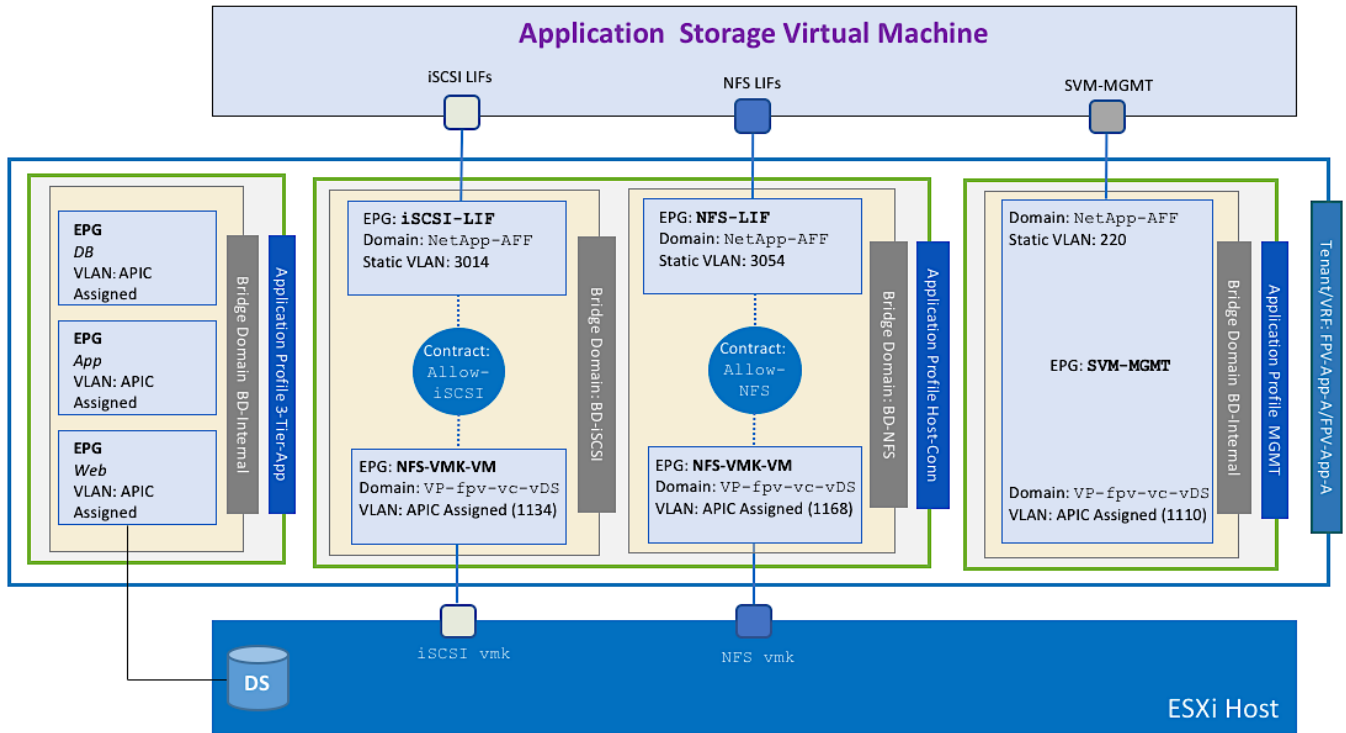 Application  Storage Virtual Machine
iSCSI LIFs
NFS LIFs
SVM-MGMT
EPG
DB
VLAN: APIC
Assigned
EPG
App
VLAN: APIC
Assigned
EPG
Web
VLAN: APIC
Assigned
Bridge Domain  BD-Internal
Application Profile 3-Tier-App
EPG: iSCSI-LIF
Domain: NetApp-AFF
Static VLAN: 3014
Contract:
Allow-
iSCSI
EPG: NFS-VMK-VM
Domain: VP-fpv-vc-vDS
VLAN: APIC Assigned (1134)
Bridge Domain: BD-iSCSI
EPG: NFS-LIF
Domain: NetApp-AFF
Static VLAN: 3054
Contract:
Allow-
NFS
EPG: NFS-VMK-VM
Domain: VP-fpv-vc-vDS
VLAN: APIC Assigned (1168)
Bridge Domain: BD-NFS
Application Profile Host-Conn
Domain: NetApp-AFF
Static VLAN: 220
EPG: SVM-MGMT
Domain: VP-fpv-vc-vDS
VLAN: APIC Assigned (1110)
Bridge Domain  BD-Internal
Application Profile  MGMT
Tenant/VRF: FPV-App-A/FPV-App-A
iSCSI vmk
NFS vmk
DS
ESXi Host